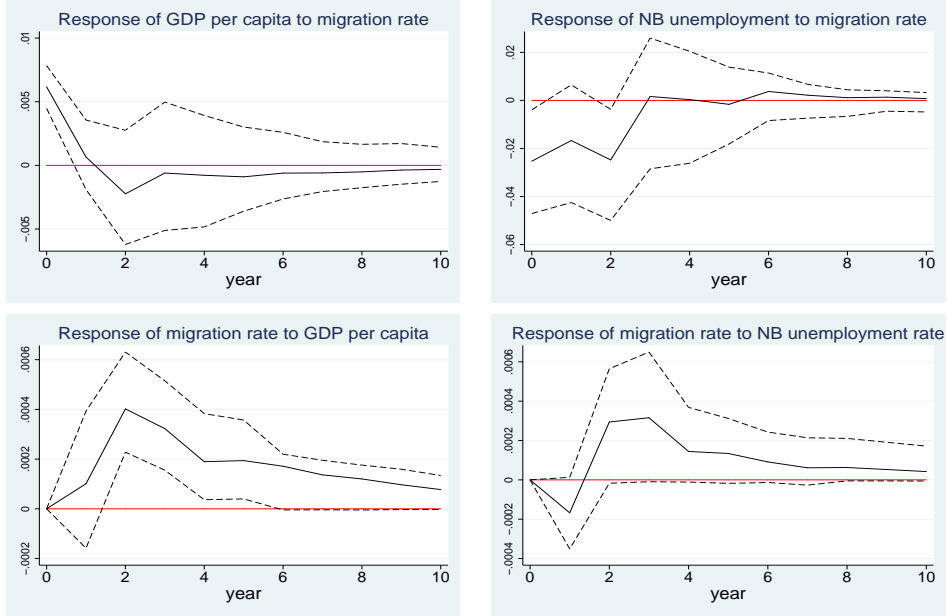 Response of GDP per capita to migration rate
.01
.005
0
-.005
0 2 4 6 8 10
year
Response of NB unemployment to migration rate
.02
0
-.02
-.04
-.06
0 2 4 6 8 10
year
Response of migration rate to GDP per capita
.0006
.0004
.0002
0
-.0002
0 2 4 6 8 10
year
Response of migration rate to NB unemployment rate
.0006
.0004
.0002
0
-.0002
-.0004
0 2 4 6 8 10
year